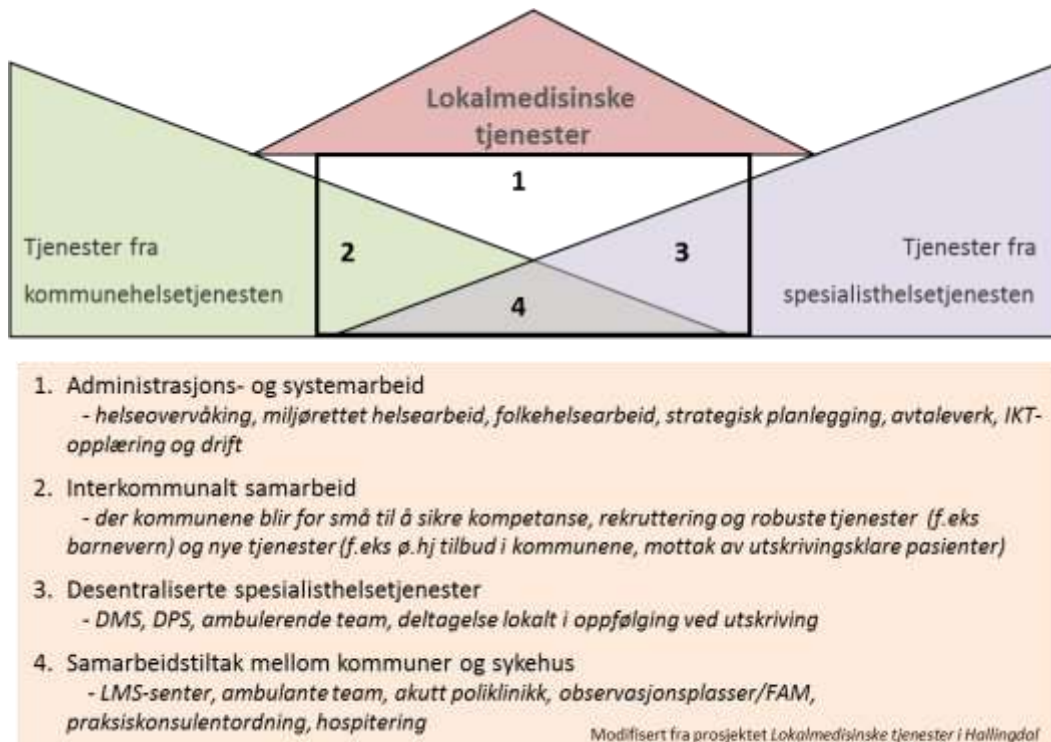 Lokalmedisinske
tjenester
1
Tjenester fra
kommunehelsetjenesten
2
3
Tjenester fra
spesialisthelsetjenesten
4
1. Administrasjons- og systemarbeid
- helseovervåking, miljørettet helsearbeid, folkehelsearbeid, strategisk planlegging, avtaleverk, IKT-
opplæring og drift
2. Interkommunalt samarbeid
- der kommunene blir for små til å sikre kompetanse, rekruttering og robuste tjenester (f.eks
barnevern) og nye tjenester (f.eks ø.hj tilbud i kommunene, mottak av utskrivingsklare pasienter)
3. Desentraliserte spesialisthelsetjenester
- DMS, DPS, ambulerende team, deltagelse lokalt i oppfølging ved utskriving
4. Samarbeidstiltak mellom kommuner og sykehus
- LMS-senter, ambulante team, akutt poliklinikk, observasjonsplasser/FAM,
praksiskonsulentordning, hospitering
Modifisert fra prosjektet Lokalmedisinske tjenester i Hallingdal